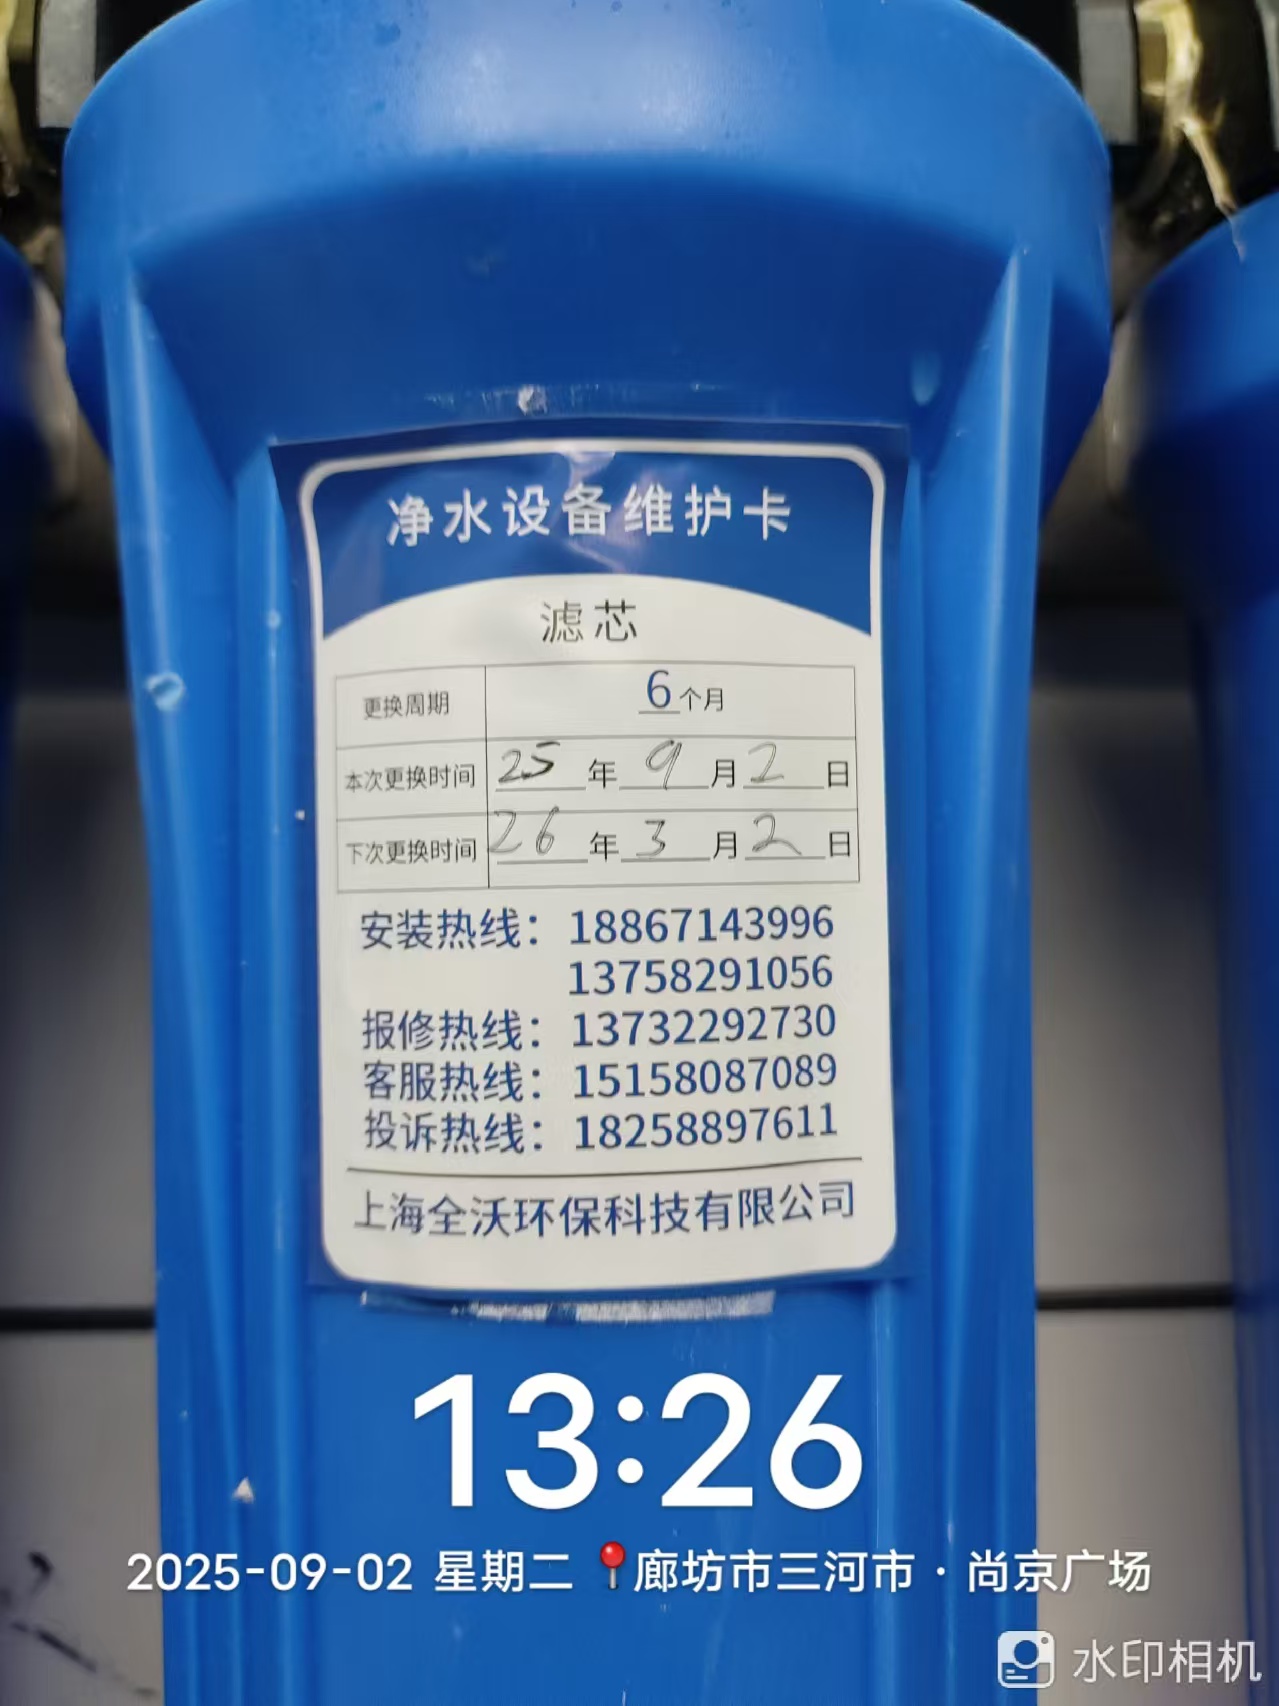 净水设备维护卡
滤芯
更换周期 6个月
本次更换时间 25年9月2日
下次更换时间 26年3月2日
安装热线：18867143996
13758291056
报修热线：13732292730
客服热线：15158087089
投诉热线：18258897611
上海全沃环保科技有限公司
13:26
2025-09-02 星期二 廊坊市三河市·尚京广场
水印相机